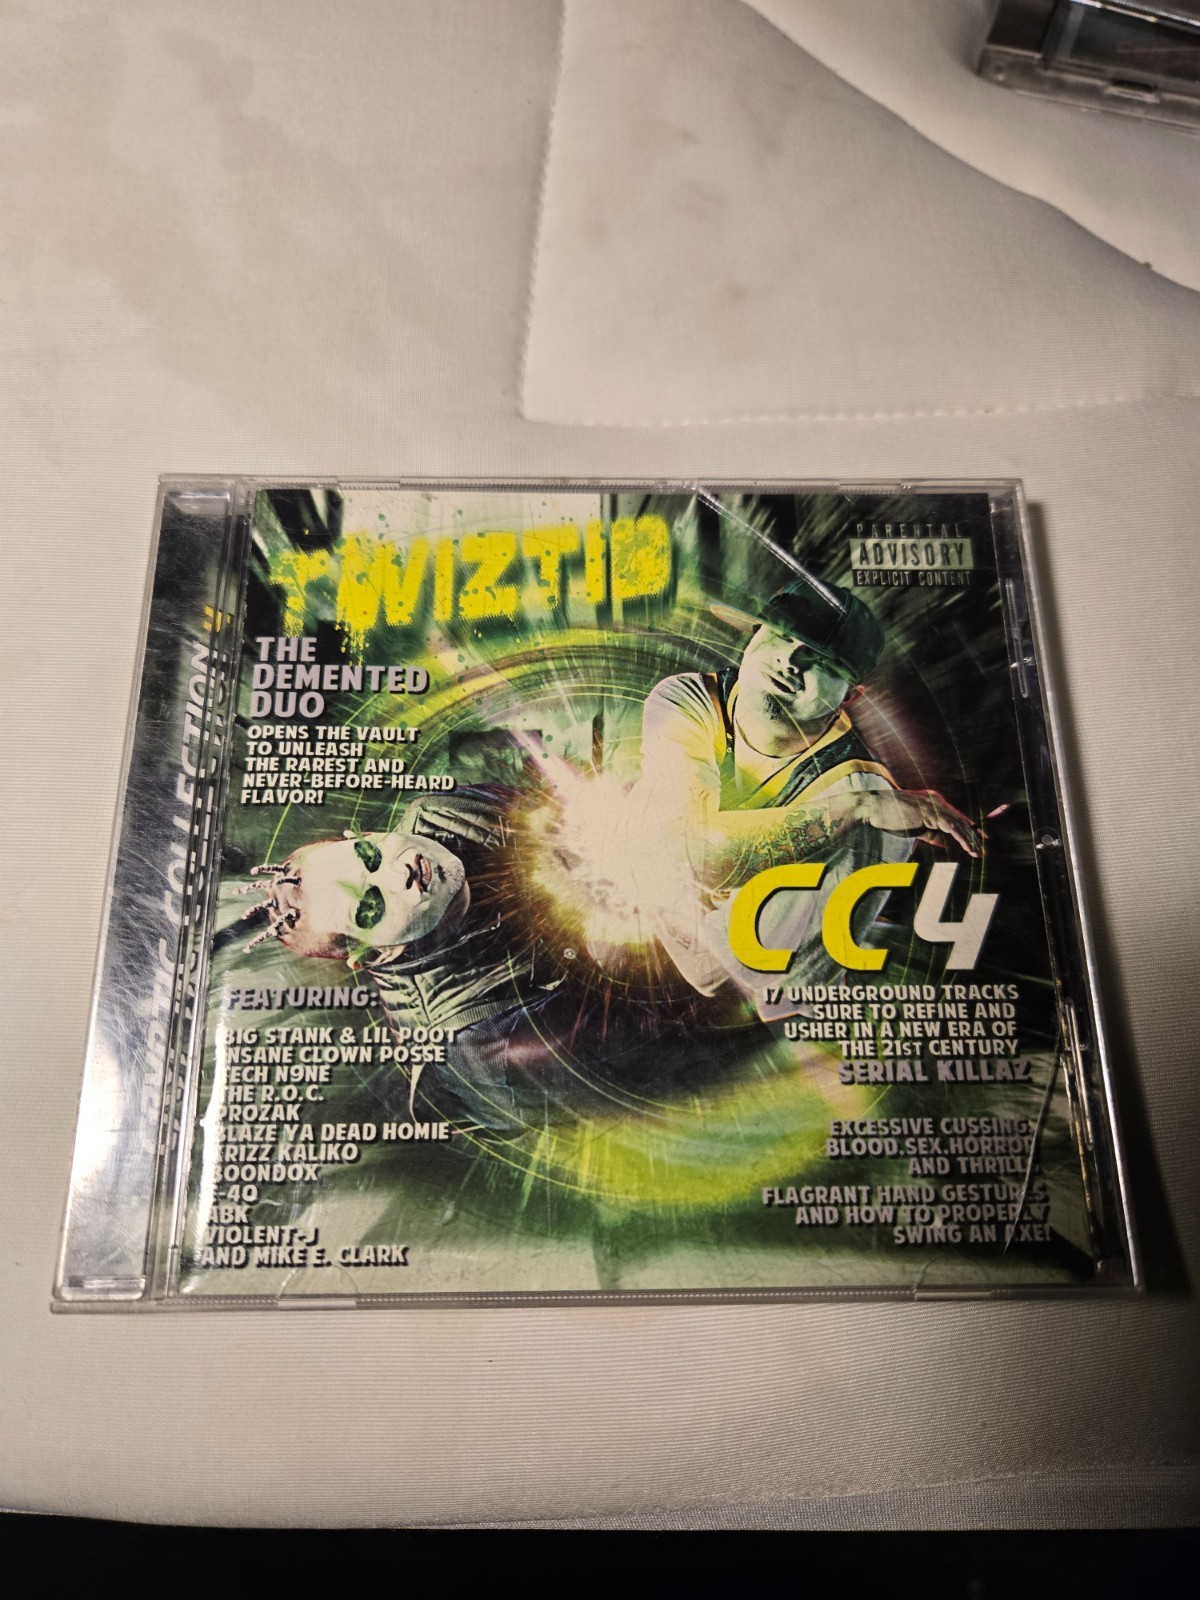 TWIZTID
PARENTAL
ADVISORY
EXPLICIT CONTENT
THE
DEMENTED
DUO
OPENS THE VAULT
TO UNLEASH
THE RAREST AND
NEVER-BEFORE-HEARD
FLAVOR!
CC4
17 UNDERGROUND TRACKS
SURE TO REFINE AND
USHER IN A NEW ERA OF
THE 21ST CENTURY
SERIAL KILLAZ
EXCESSIVE CUSSING,
BLOOD.SEX.HORROR
AND THRILLS
FLAGRANT HAND GESTURES
AND HOW TO PROPERLY
SWING AN AXE!
FEATURING:
BIG STANK & LIL POOT
INSANE CLOWN POSSE
TECH N9NE
THE R.O.C.
PROZAK
BLAZE YA DEAD HOMIE
KRIZZ KALIKO
BOONDOX
E-40
ABK
VIOLENT-J
AND MIKE E. CLARK
CRYPTIC COLLECTION